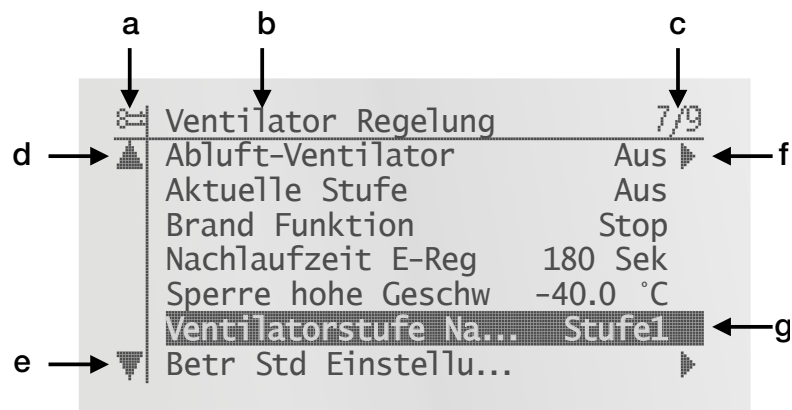 a b c
Ventilator Regelung 7/9
d Abluft-Ventilator Aus f
Aktuelle Stufe Aus
Brand Funktion Stop
Nachlaufzeit E-Reg 180 Sek
Sperre hohe Geschw -40.0 °C
Ventilatorstufe Na... Stufe1 g
e Betr Std Einstellu...